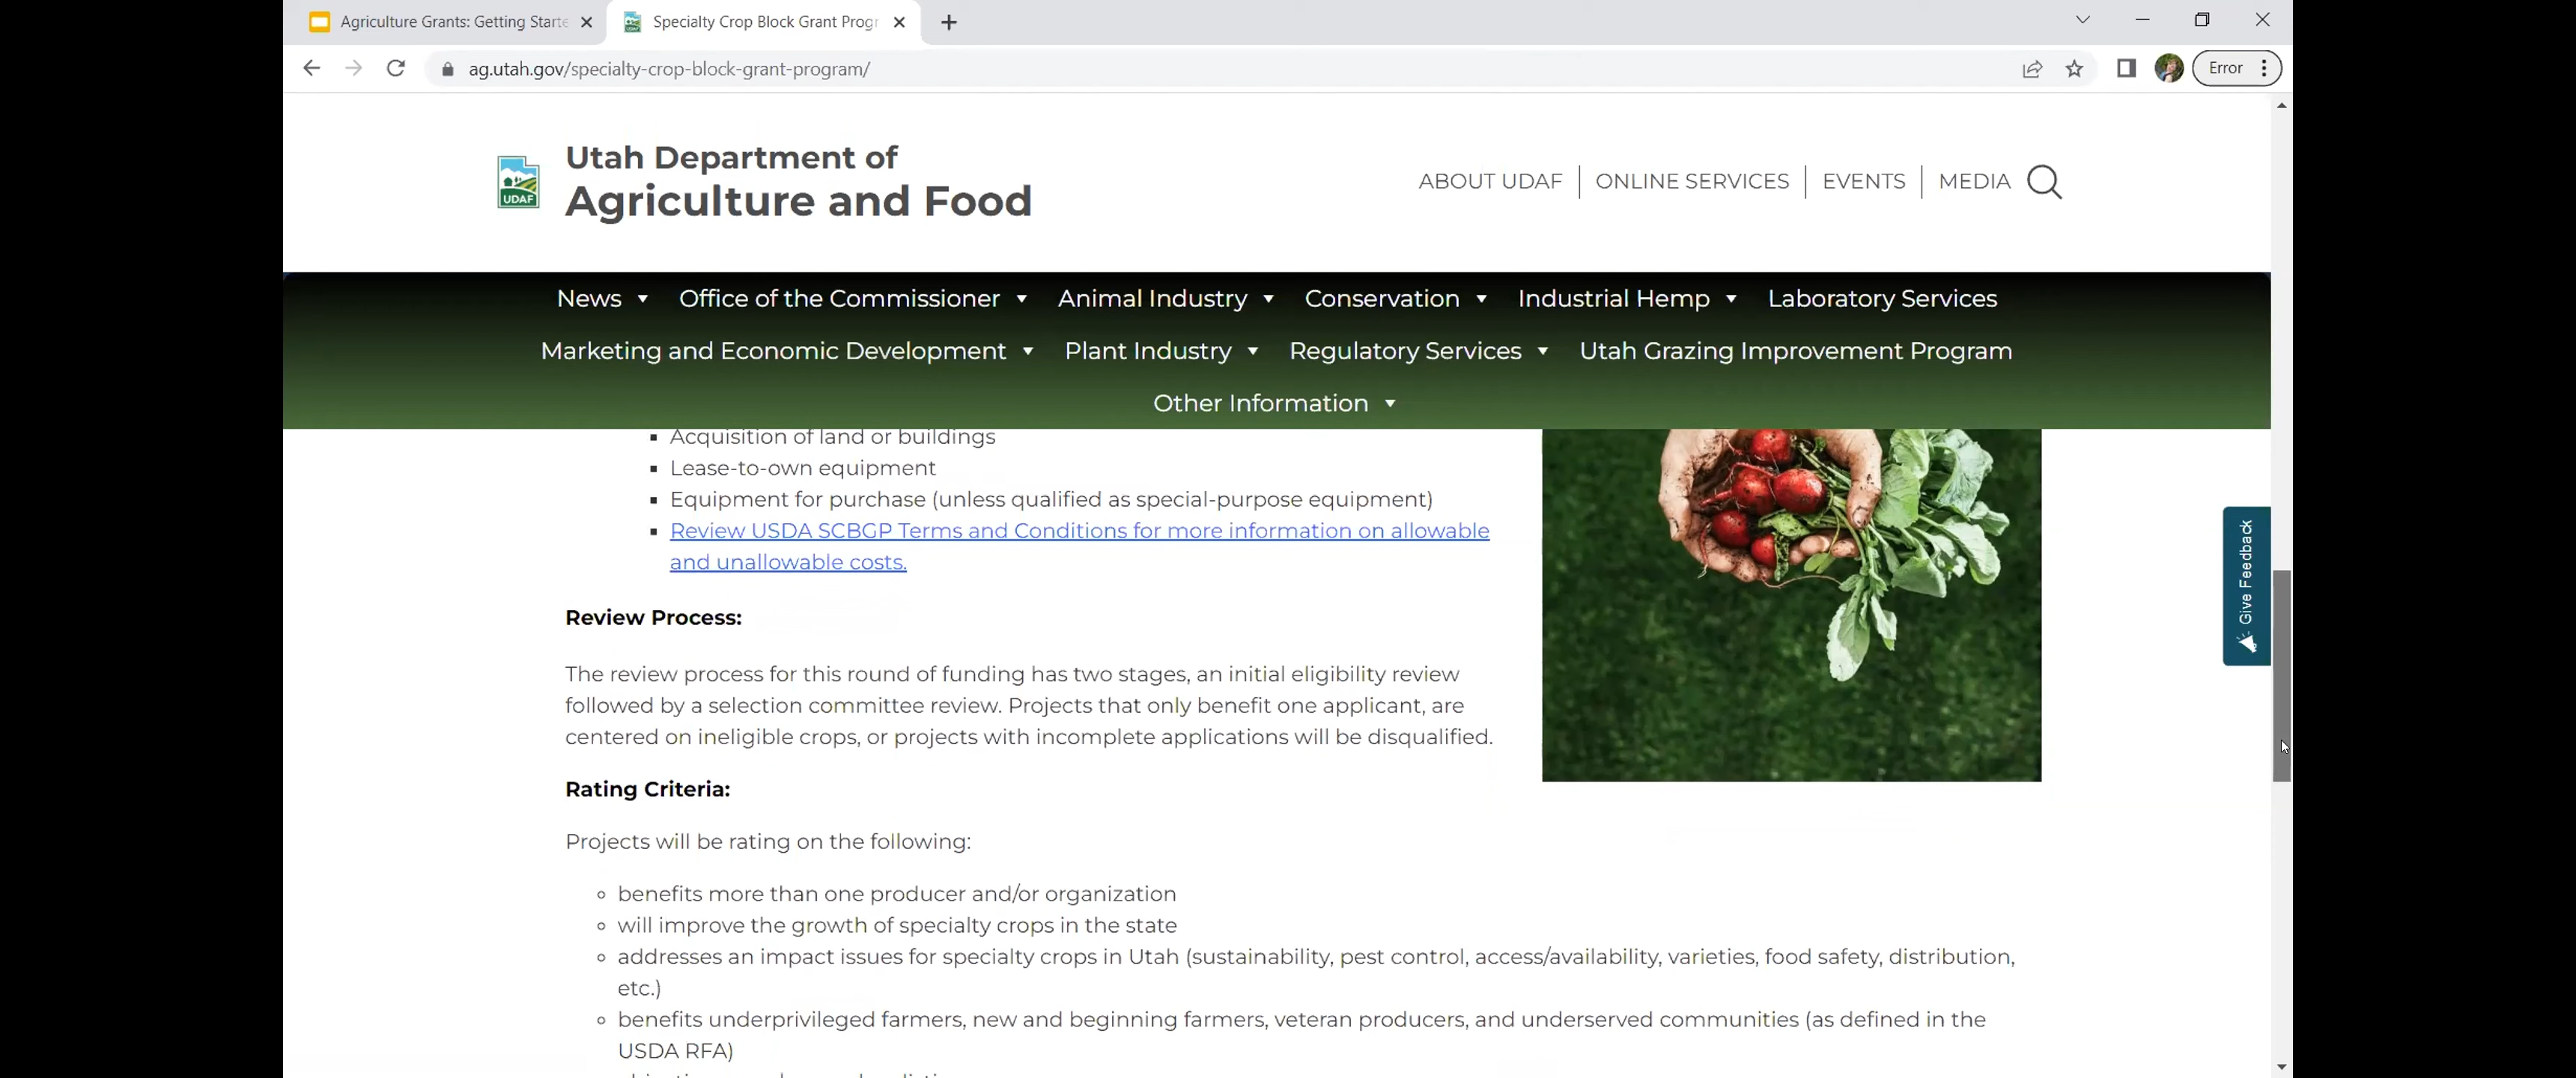 Agriculture Grants: Getting Starte
Specialty Crop Block Grant Progr
ag.utah.gov/specialty-crop-block-grant-program/
Error
UDAF
Utah Department of
Agriculture and Food
ABOUT UDAF
ONLINE SERVICES
EVENTS
MEDIA
News
Office of the Commissioner
Animal Industry
Conservation
Industrial Hemp
Laboratory Services
Marketing and Economic Development
Plant Industry
Regulatory Services
Utah Grazing Improvement Program
Other Information
Acquisition of land or buildings
Lease-to-own equipment
Equipment for purchase (unless qualified as special-purpose equipment)
Review USDA SCBGP Terms and Conditions for more information on allowable
and unallowable costs.
Give Feedback
Review Process:
The review process for this round of funding has two stages, an initial eligibility review
followed by a selection committee review. Projects that only benefit one applicant, are
centered on ineligible crops, or projects with incomplete applications will be disqualified.
Rating Criteria:
Projects will be rating on the following:
benefits more than one producer and/or organization
will improve the growth of specialty crops in the state
addresses an impact issues for specialty crops in Utah (sustainability, pest control, access/availability, varieties, food safety, distribution,
etc.)
benefits underprivileged farmers, new and beginning farmers, veteran producers, and underserved communities (as defined in the
USDA RFA)